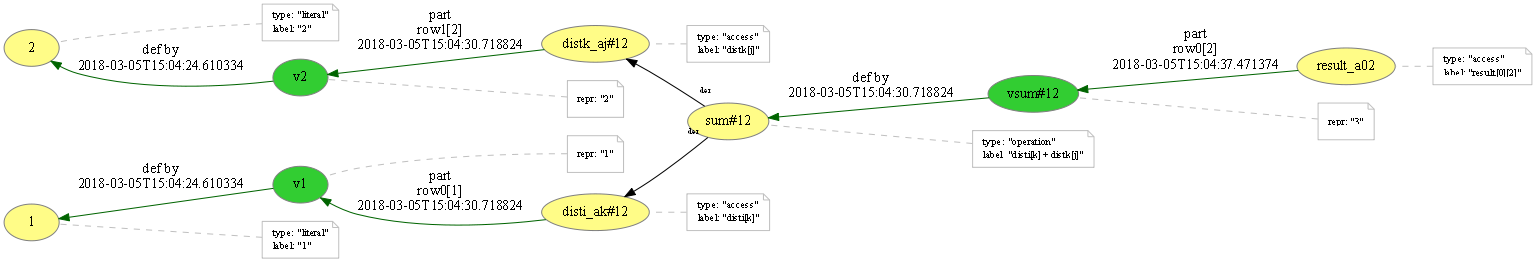 type: "literal"
label: "2"
2
def by
2018-03-05T15:04:24.610334
v2
part
row1[2]
2018-03-05T15:04:30.718824
distk_aj#12
type: "access"
label: "distk[j]"
repr: "2"
der
sum#12
der
def by
2018-03-05T15:04:30.718824
vsum#12
part
row0[2]
2018-03-05T15:04:37.471374
result_a02
type: "access"
label: "result[0][2]"
repr: "3"
type: "operation"
label: "disti[k] + distk[j]"
repr: "1"
def by
2018-03-05T15:04:24.610334
v1
part
row0[1]
2018-03-05T15:04:30.718824
disti_ak#12
type: "access"
label: "disti[k]"
1
type: "literal"
label: "1"